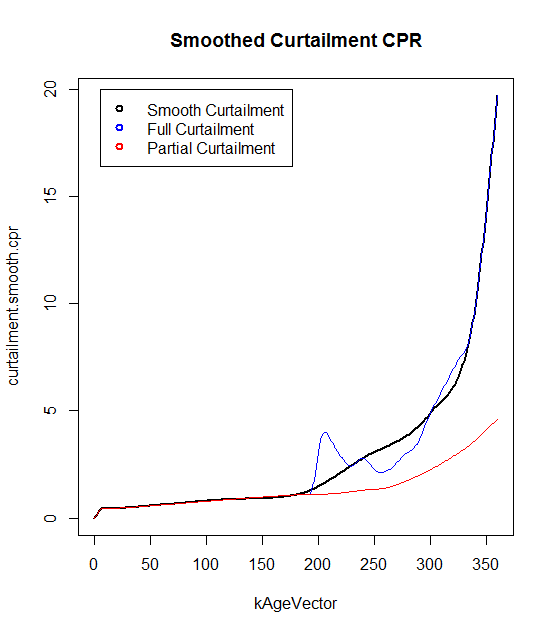 Smoothed Curtailment CPR
Smooth Curtailment
Full Curtailment
Partial Curtailment
curtailment.smooth.cpr
20
15
10
5
0
0 50 100 150 200 250 300 350
kAgeVector